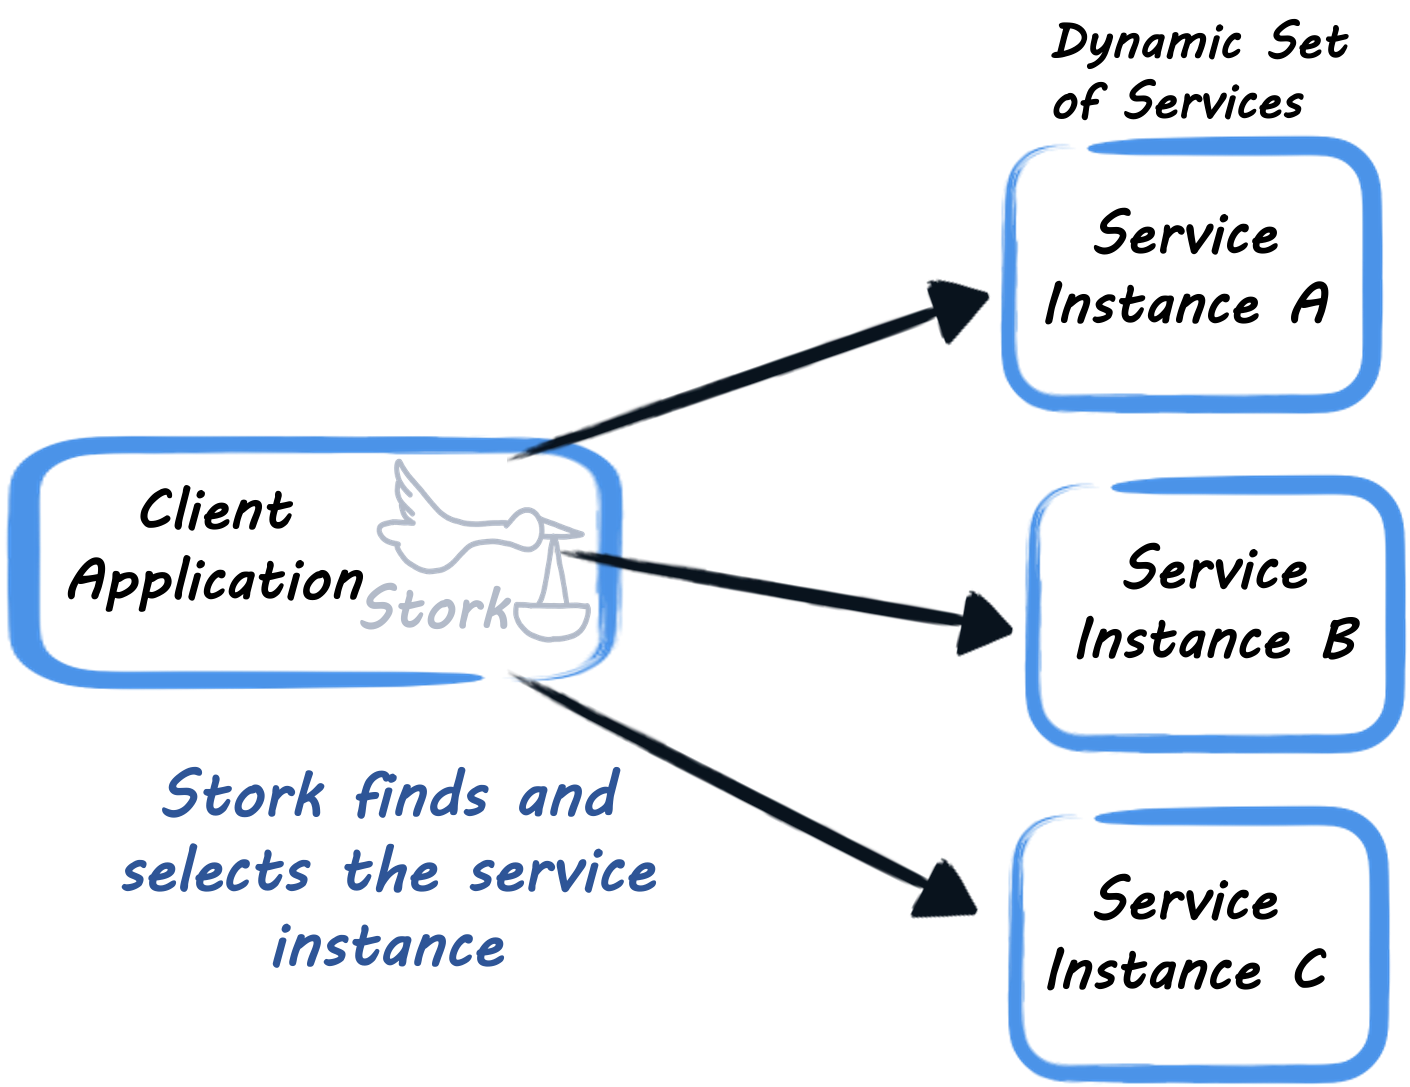 Dynamic Set
of Services
Service
Instance A
Client
Application
Stork
Service
Instance B
Stork finds and
selects the service
instance
Service
Instance C